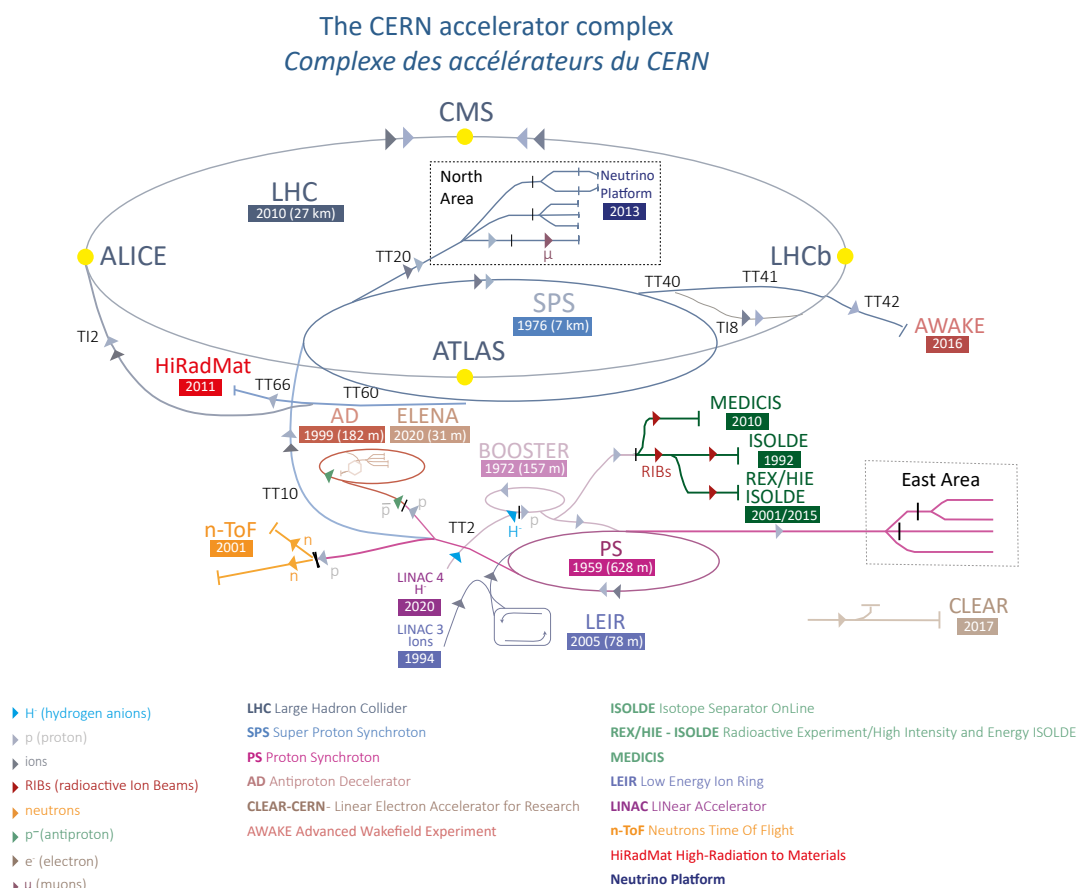 The CERN accelerator complex
Complexe des accélérateurs du CERN
CMS
North
Area
Neutrino
Platform
2013
LHC
2010 (27 km)
μ
TT20
ALICE
LHCb
TT40
TT41
TT42
SPS
1976 (7 km)
TI8
AWAKE
2016
TI2
ATLAS
HiRadMat
2011
TT66
TT60
AD
1999 (182 m)
ELENA
2020 (31 m)
MEDICIS
2010
BOOSTER
1972 (157 m)
ISOLDE
1992
RIBs
REX/HIE
ISOLDE
2001/2015
East Area
TT10
p̅
p
p
H⁻
TT2
n-ToF
2001
n
n
p
PS
1959 (628 m)
LINAC 4
H⁻
2020
LINAC 3
Ions
1994
LEIR
2005 (78 m)
CLEAR
2017
H⁻ (hydrogen anions)
p (proton)
ions
RIBs (radioactive Ion Beams)
neutrons
p⁻(antiproton)
e⁻ (electron)
μ (muons)
LHC Large Hadron Collider
SPS Super Proton Synchroton
PS Proton Synchroton
AD Antiproton Decelerator
CLEAR-CERN- Linear Electron Accelerator for Research
AWAKE Advanced Wakefield Experiment
ISOLDE Isotope Separator OnLine
REX/HIE - ISOLDE Radioactive Experiment/High Intensity and Energy ISOLDE
MEDICIS
LEIR Low Energy Ion Ring
LINAC LINear ACcelerator
n-ToF Neutrons Time Of Flight
HiRadMat High-Radiation to Materials
Neutrino Platform